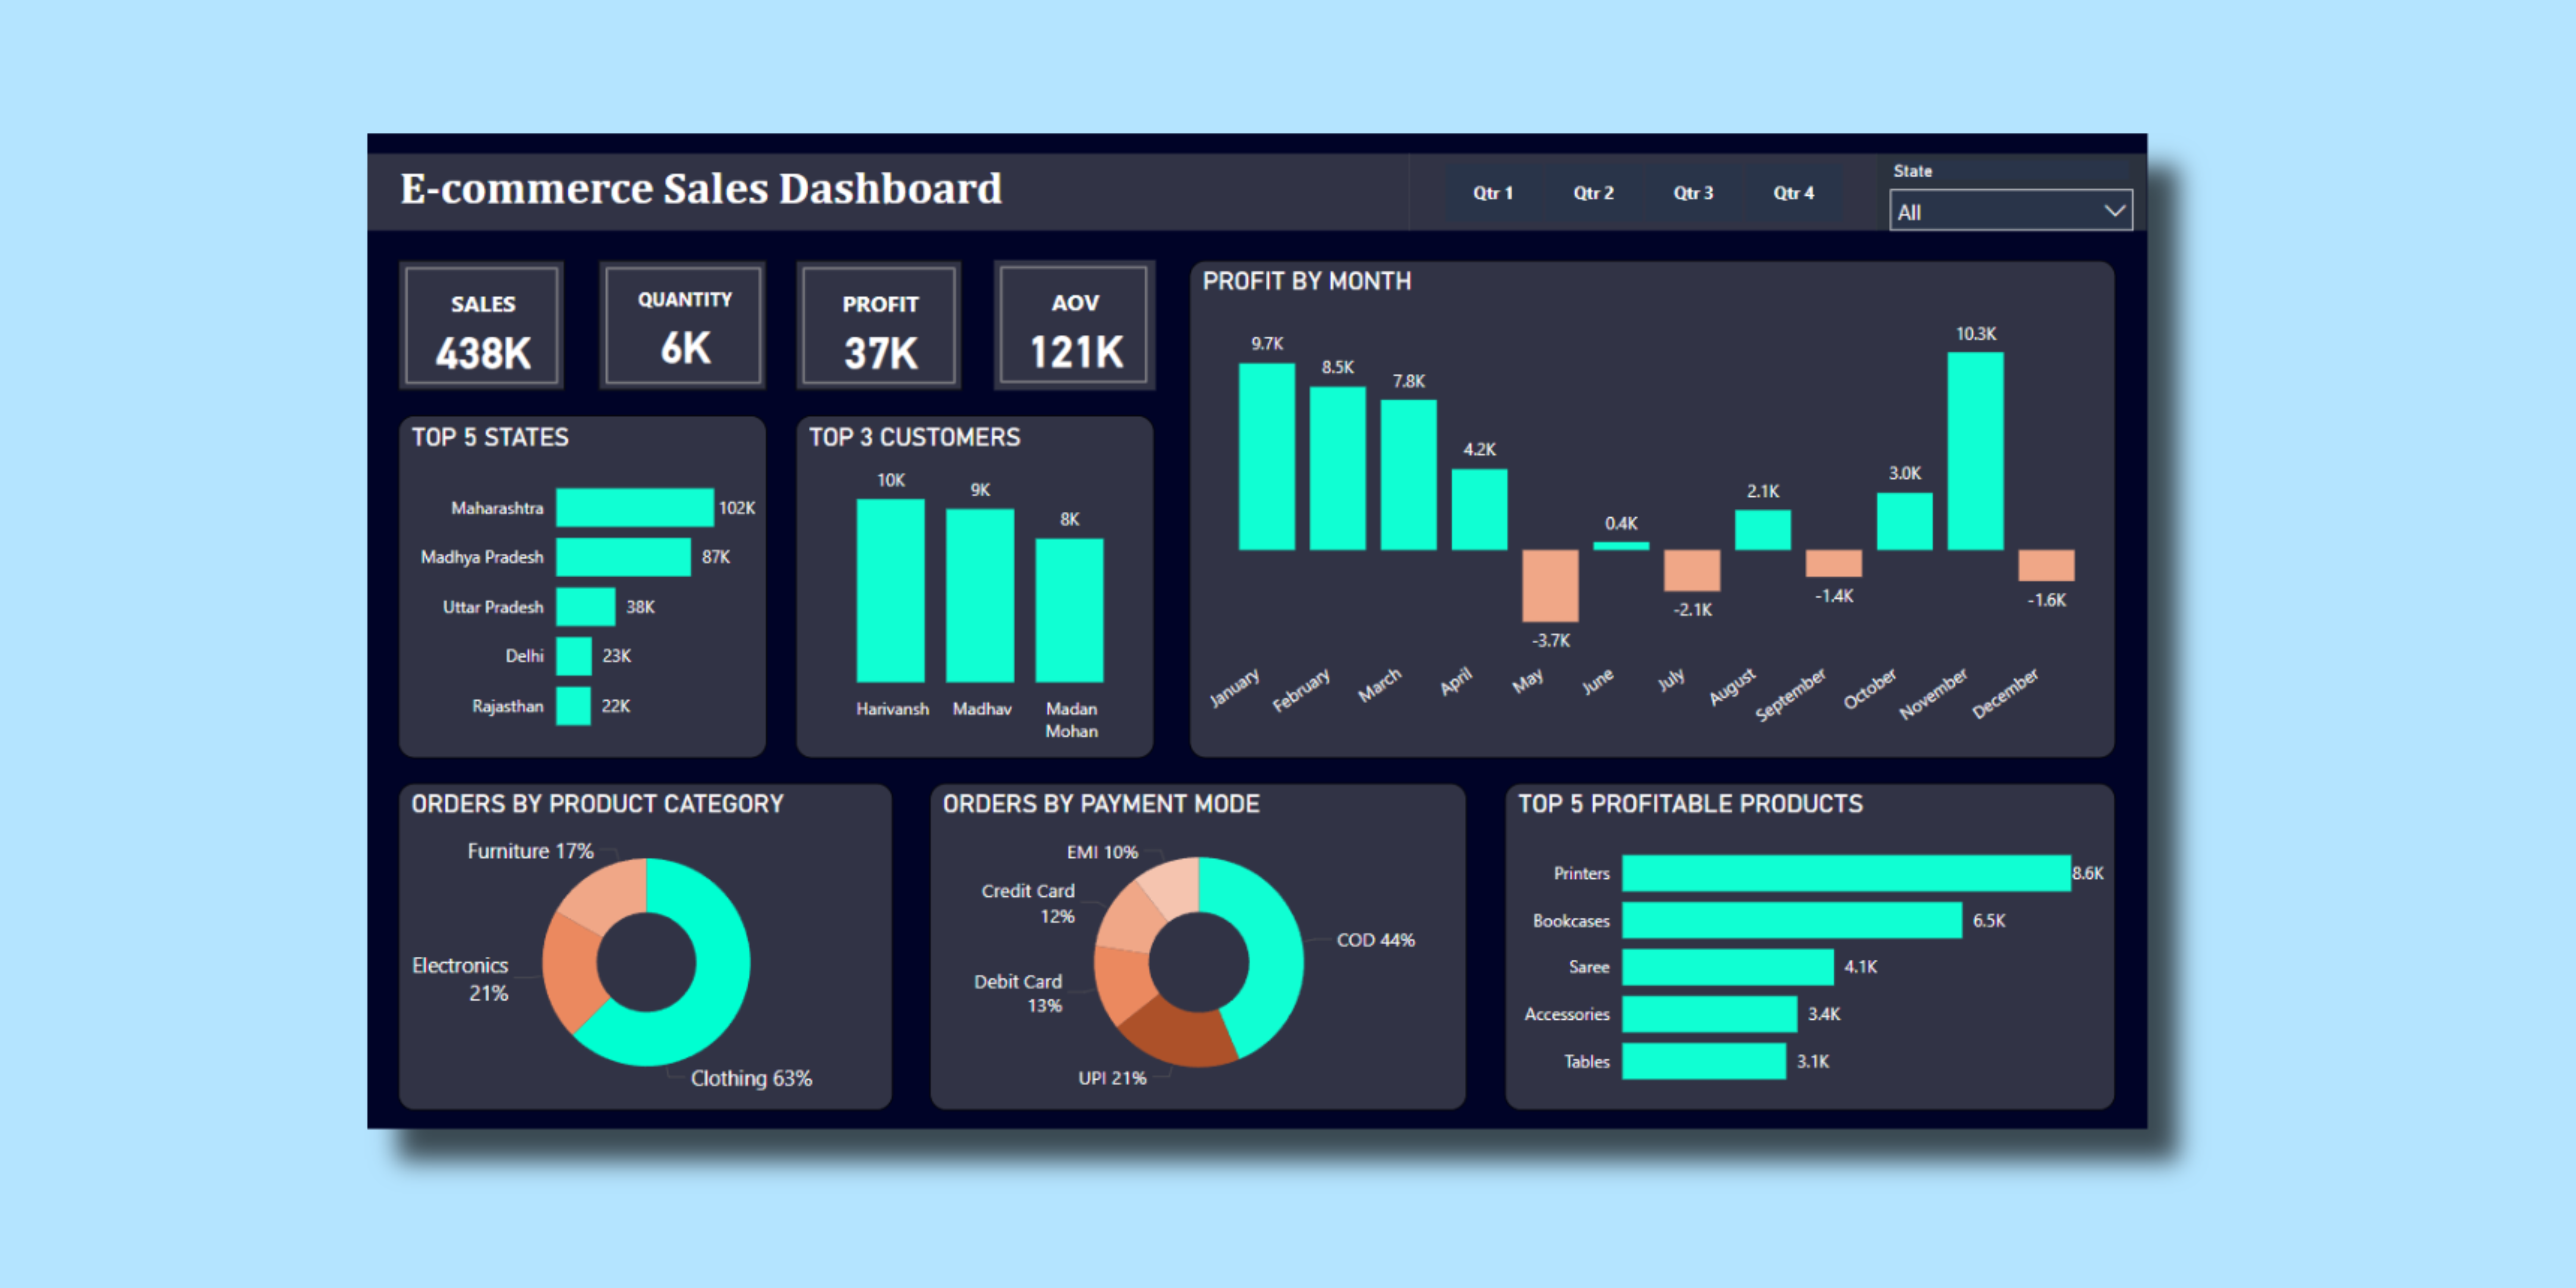 E-commerce Sales Dashboard
Qtr 1
Qtr 2
Qtr 3
Qtr 4
State
All
SALES
438K
QUANTITY
6K
PROFIT
37K
AOV
121K
PROFIT BY MONTH
9.7K
8.5K
7.8K
4.2K
-3.7K
0.4K
-2.1K
2.1K
-1.4K
3.0K
10.3K
-1.6K
January
February
March
April
May
June
July
August
September
October
November
December
TOP 5 STATES
Maharashtra 102K
Madhya Pradesh 87K
Uttar Pradesh 38K
Delhi 23K
Rajasthan 22K
TOP 3 CUSTOMERS
10K
9K
8K
Harivansh
Madhav
Madan
Mohan
ORDERS BY PRODUCT CATEGORY
Furniture 17%
Electronics
21%
Clothing 63%
ORDERS BY PAYMENT MODE
EMI 10%
Credit Card
12%
COD 44%
Debit Card
13%
UPI 21%
TOP 5 PROFITABLE PRODUCTS
Printers 8.6K
Bookcases 6.5K
Saree 4.1K
Accessories 3.4K
Tables 3.1K